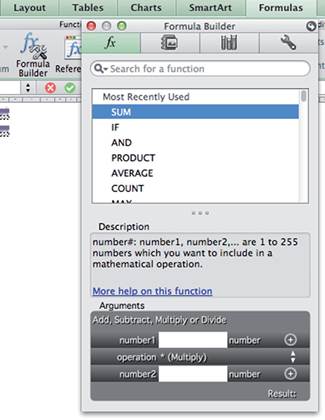 Layout Tables Charts SmartArt Formulas
Formula Builder
Functi
fx
Formula
Builder
Referen
fx
Search for a function
Most Recently Used
SUM
IF
AND
PRODUCT
AVERAGE
COUNT
MAX
Description
number#: number1, number2,... are 1 to 255
numbers which you want to include in a
mathematical operation.
More help on this function
Arguments
Add, Subtract, Multiply or Divide
number1 number
operation * (Multiply)
number2 number
Result: